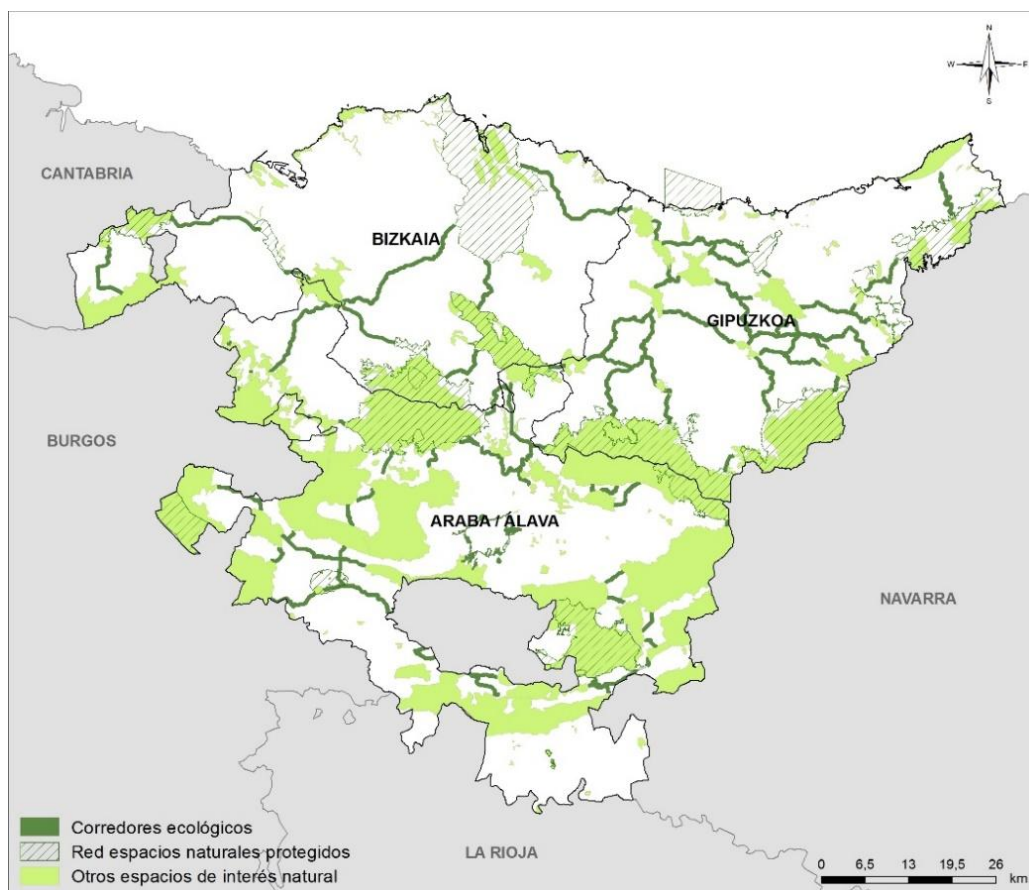 N
W E
S
CANTABRIA
BIZKAIA
GIPUZKOA
BURGOS
ARABA / ÁLAVA
NAVARRA
LA RIOJA
Corredores ecológicos
Red espacios naturales protegidos
Otros espacios de interés natural
0 6,5 13 19,5 26
km